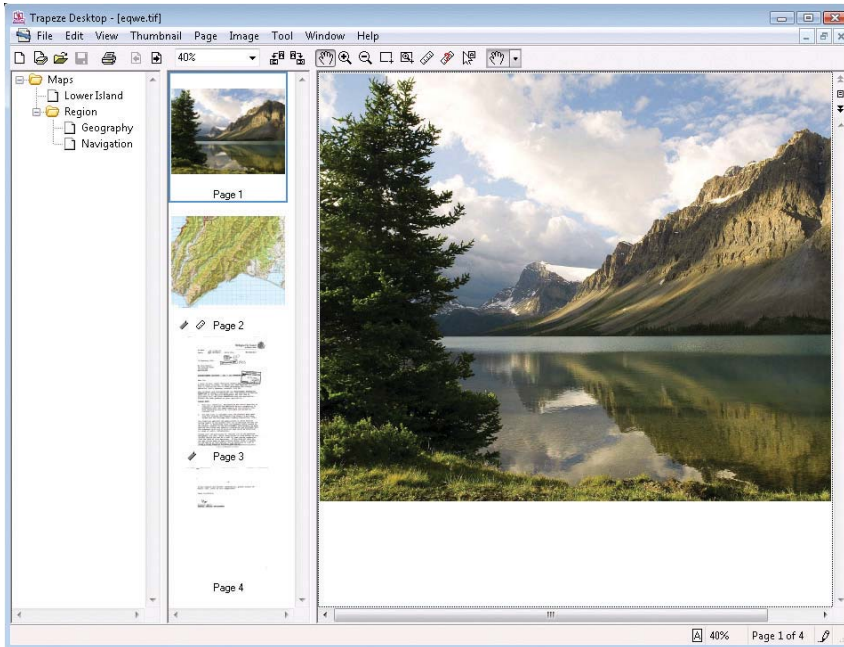 Trapeze Desktop - [eqwe.tif]
File Edit View Thumbnail Page Image Tool Window Help
40%
Maps
Lower Island
Region
Geography
Navigation
Page 1
Page 2
Page 3
Page 4
A 40% Page 1 of 4